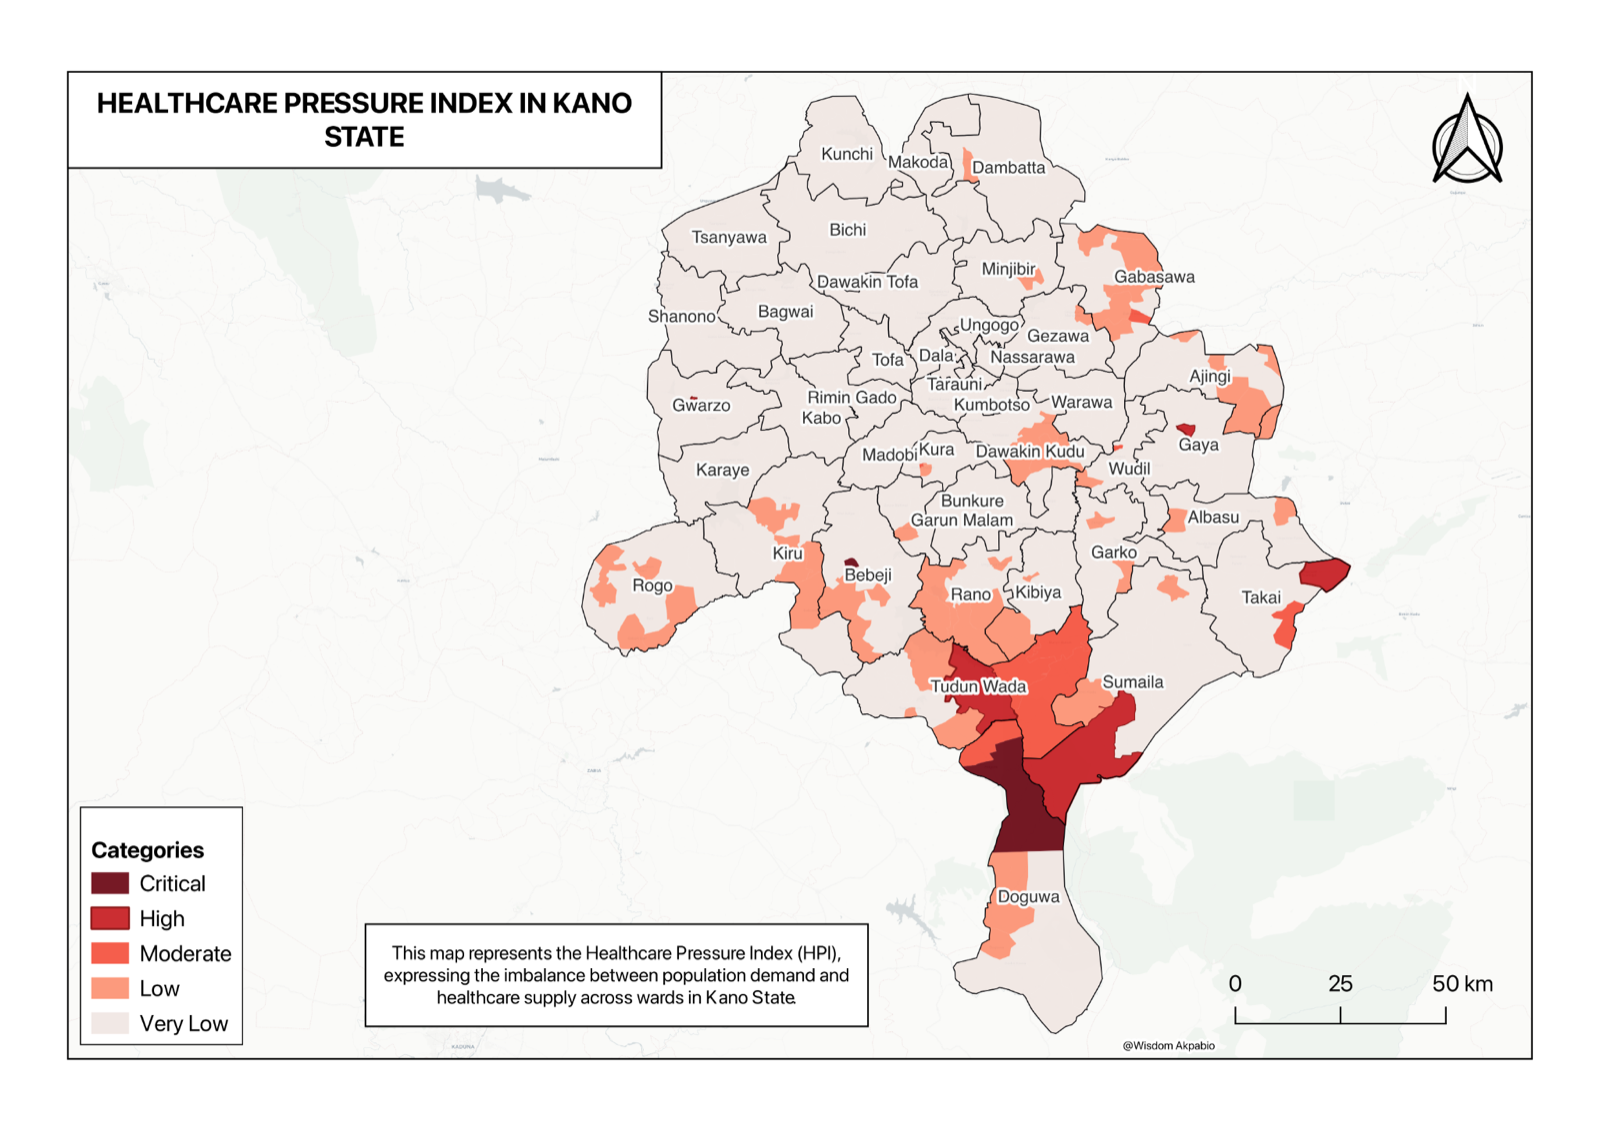 HEALTHCARE PRESSURE INDEX IN KANO
STATE
Kunchi
Makoda
Dambatta
Tsanyawa
Bichi
Dawakin Tofa
Minjibir
Gabasawa
Shanono
Bagwai
Ungogo
Gezawa
Tofa
Dala
Nassarawa
Ajingi
Tarauni
Gwarzo
Rimin Gado
Kabo
Kumbotso
Warawa
Madobi
Kura
Dawakin Kudu
Gaya
Karaye
Wudil
Bunkure
Garun Malam
Albasu
Kiru
Garko
Rogo
Bebeji
Rano
Kibiya
Takai
Tudun Wada
Sumaila
Doguwa
Categories
Critical
High
Moderate
Low
Very Low
This map represents the Healthcare Pressure Index (HPI),
expressing the imbalance between population demand and
healthcare supply across wards in Kano State.
0 25 50 km
@Wisdom Akpabio
KADUNA